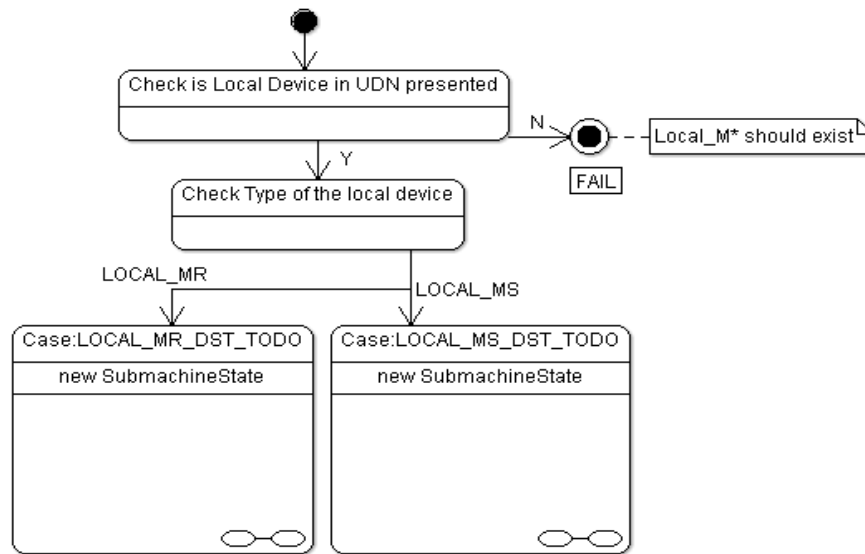 Check is Local Device in UDN presented
N
Local_M* should exist
FAIL
Y
Check Type of the local device
LOCAL_MR
LOCAL_MS
Case:LOCAL_MR_DST_TODO
new SubmachineState
Case:LOCAL_MS_DST_TODO
new SubmachineState